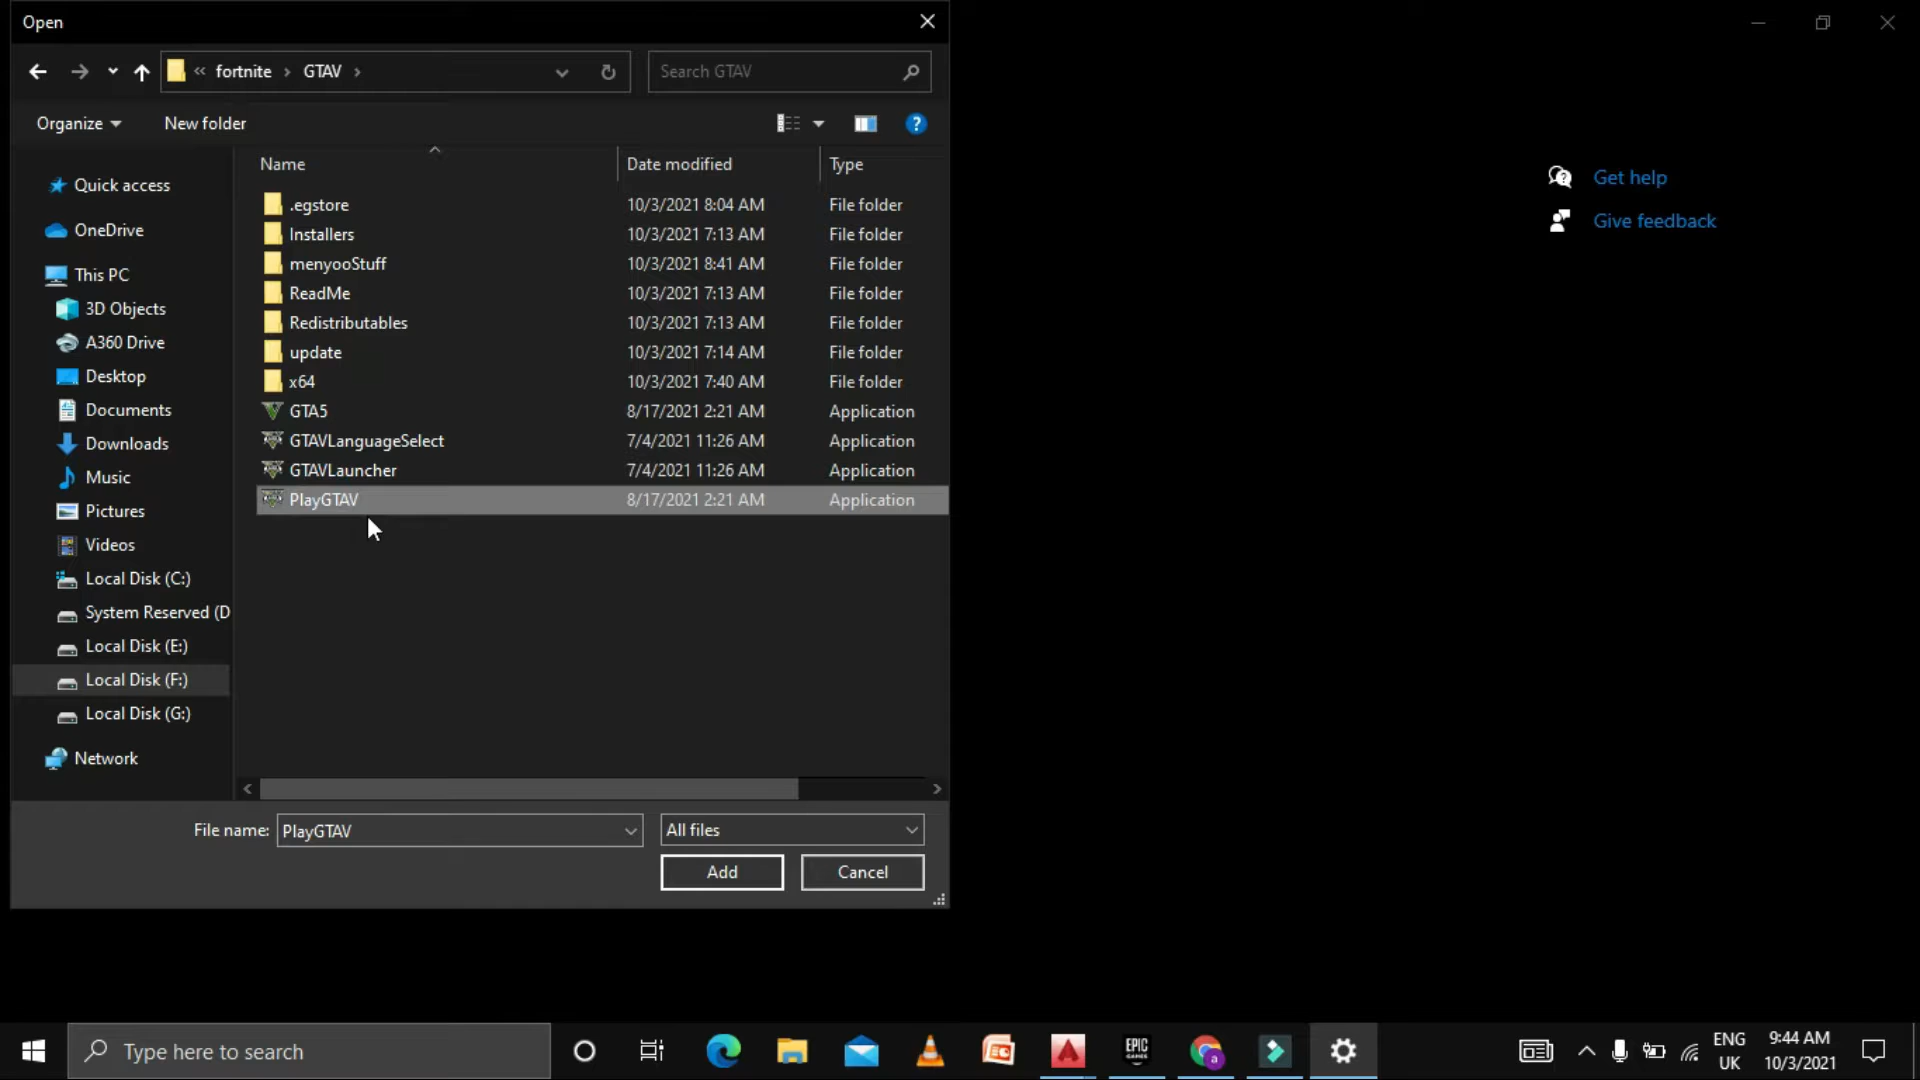 Open
« fortnite › GTAV ›
Search GTAV
Organize
New folder
Name
Date modified
Type
Quick access
OneDrive
This PC
3D Objects
A360 Drive
Desktop
Documents
Downloads
Music
Pictures
Videos
Local Disk (C:)
System Reserved (D
Local Disk (E:)
Local Disk (F:)
Local Disk (G:)
Network
.egstore 10/3/2021 8:04 AM File folder
Installers 10/3/2021 7:13 AM File folder
menyooStuff 10/3/2021 8:41 AM File folder
ReadMe 10/3/2021 7:13 AM File folder
Redistributables 10/3/2021 7:13 AM File folder
update 10/3/2021 7:14 AM File folder
x64 10/3/2021 7:40 AM File folder
GTA5 8/17/2021 2:21 AM Application
GTAVLanguageSelect 7/4/2021 11:26 AM Application
GTAVLauncher 7/4/2021 11:26 AM Application
PlayGTAV 8/17/2021 2:21 AM Application
File name: PlayGTAV
All files
Add
Cancel
Get help
Give feedback
Type here to search
EPIC
GAMES
a
ENG
UK
9:44 AM
10/3/2021